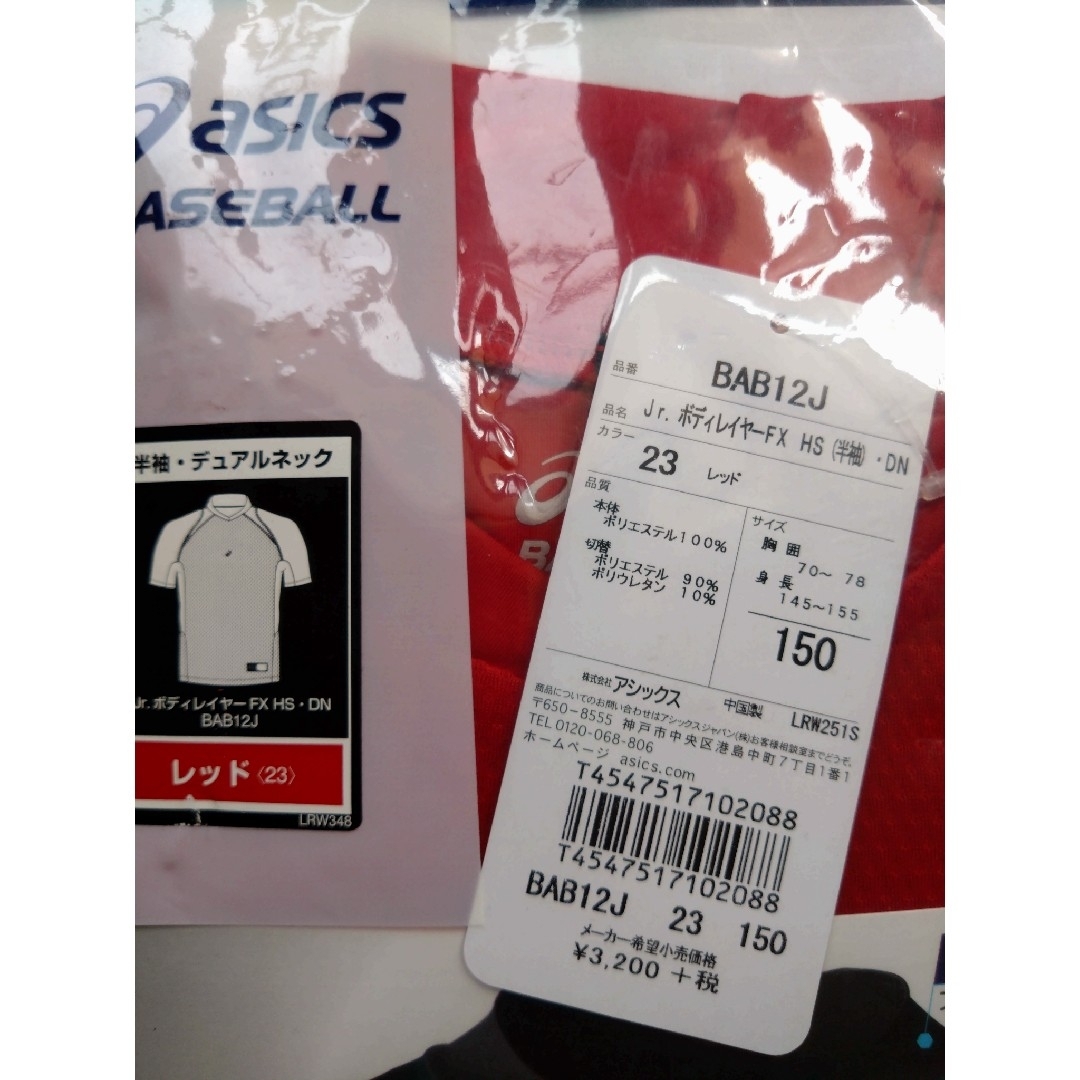 asics
ASEBALL
半袖・デュアルネック
Jr.ボディレイヤーFX HS・DN
BAB12J
レッド〈23〉
LRW348
品番 BAB12J
品名 Jr.ボディレイヤーFX HS(半袖)・DN
カラー 23 レッド
品質
本体
ポリエステル100%
切替
ポリエステル 90%
ポリウレタン 10%
サイズ
胸囲
70～78
身長
145～155
150
株式会社アシックス 中国製 LRW251S
商品についてのお問い合わせはアシックスジャパン(株)お客様相談室までどうぞ。
〒650-8555 神戸市中央区港島中町7丁目1番1
TEL 0120-068-806
ホームページ asics.com
T4547517102088
T4547517102088
BAB12J 23 150
メーカー希望小売価格
¥3,200+税